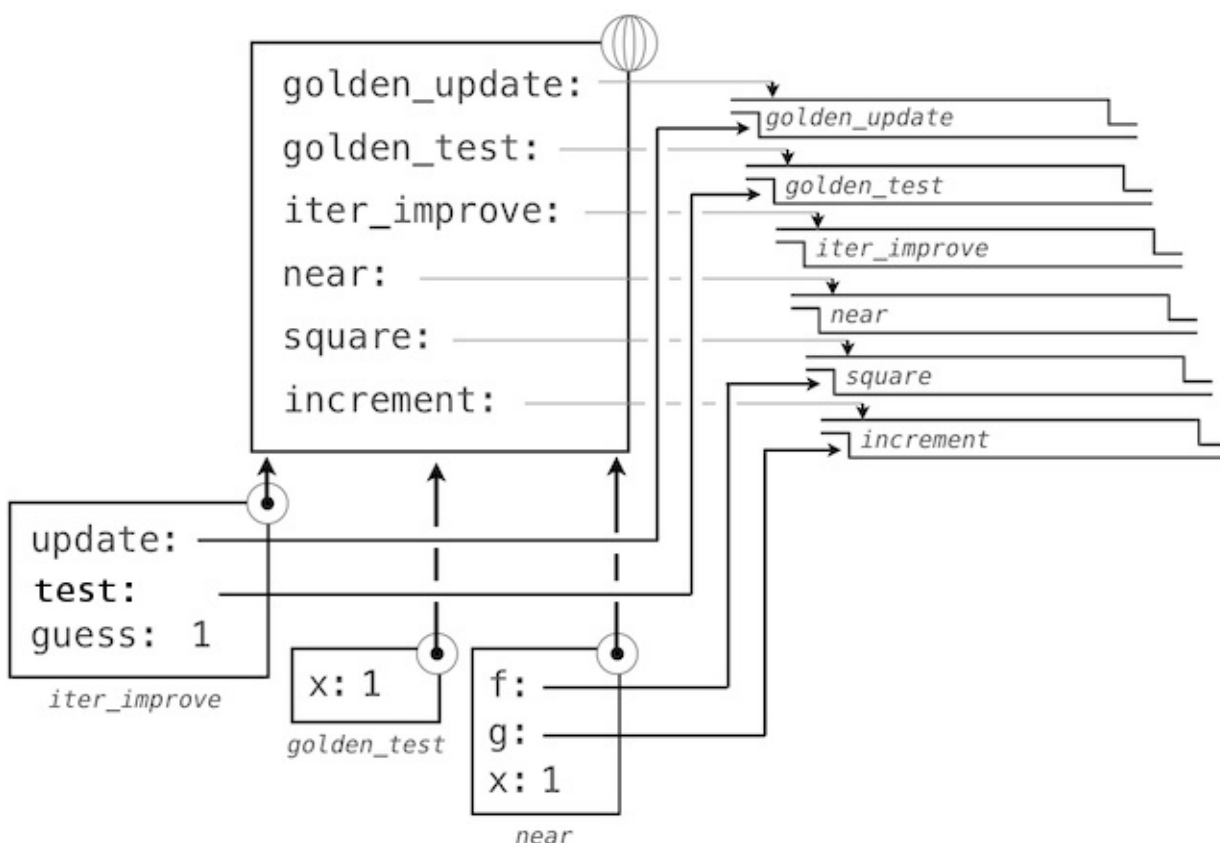 golden_update:
golden_update
golden_test:
golden_test
iter_improve:
iter_improve
near:
near
square:
square
increment:
increment
update:
test:
guess: 1
iter_improve
x: 1
golden_test
f:
g:
x: 1
near